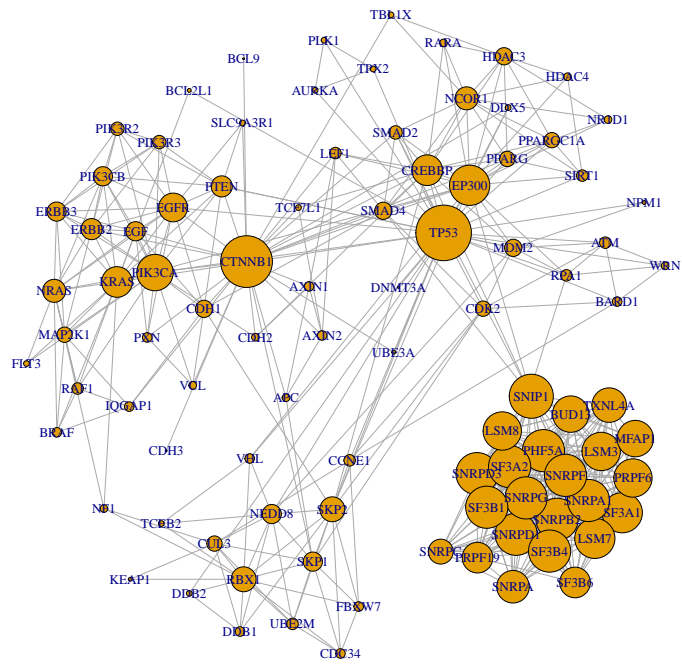 TBL1X
PLK1
RARA
BCL9
HDAC3
TPX2
HDAC4
BCL2L1
AURKA
NCOR1
DDX5
NR1D1
SLC9A3R1
PIK3R2
PIK3R3
SMAD2
PPARGC1A
LEF1
PPARG
CREBBP
SIRT1
PIK3CB
PTEN
EP300
ERBB3
EGFR
TCF7L1
SMAD4
NPM1
ERBB2
EGF
TP53
MDM2
ATM
CTNNB1
WRN
PIK3CA
RPA1
KRAS
NRAS
AXIN1
DNMT3A
BARD1
CDH1
CDK2
MAP2K1
PXN
CDH2
AXIN2
UBE3A
FLT3
RAF1
VCL
APC
IQGAP1
SNIP1
TXNL4A
BUD13
BRAF
LSM8
MFAP1
CDH3
PHF5A
LSM3
VHL
CCNE1
SF3A2
SNRPD3
SNRPF
PRPF6
SNRPG
SNRPA1
NF1
SKP2
SF3B1
SF3A1
NEDD8
TCEB2
SNRPB2
SNRPD1
LSM7
CUL3
SF3B4
SNRPC
PRPF19
SKP1
KEAP1
RBX1
SF3B6
SNRPA
DDB2
FBXW7
UBE2M
DDB1
CDC34